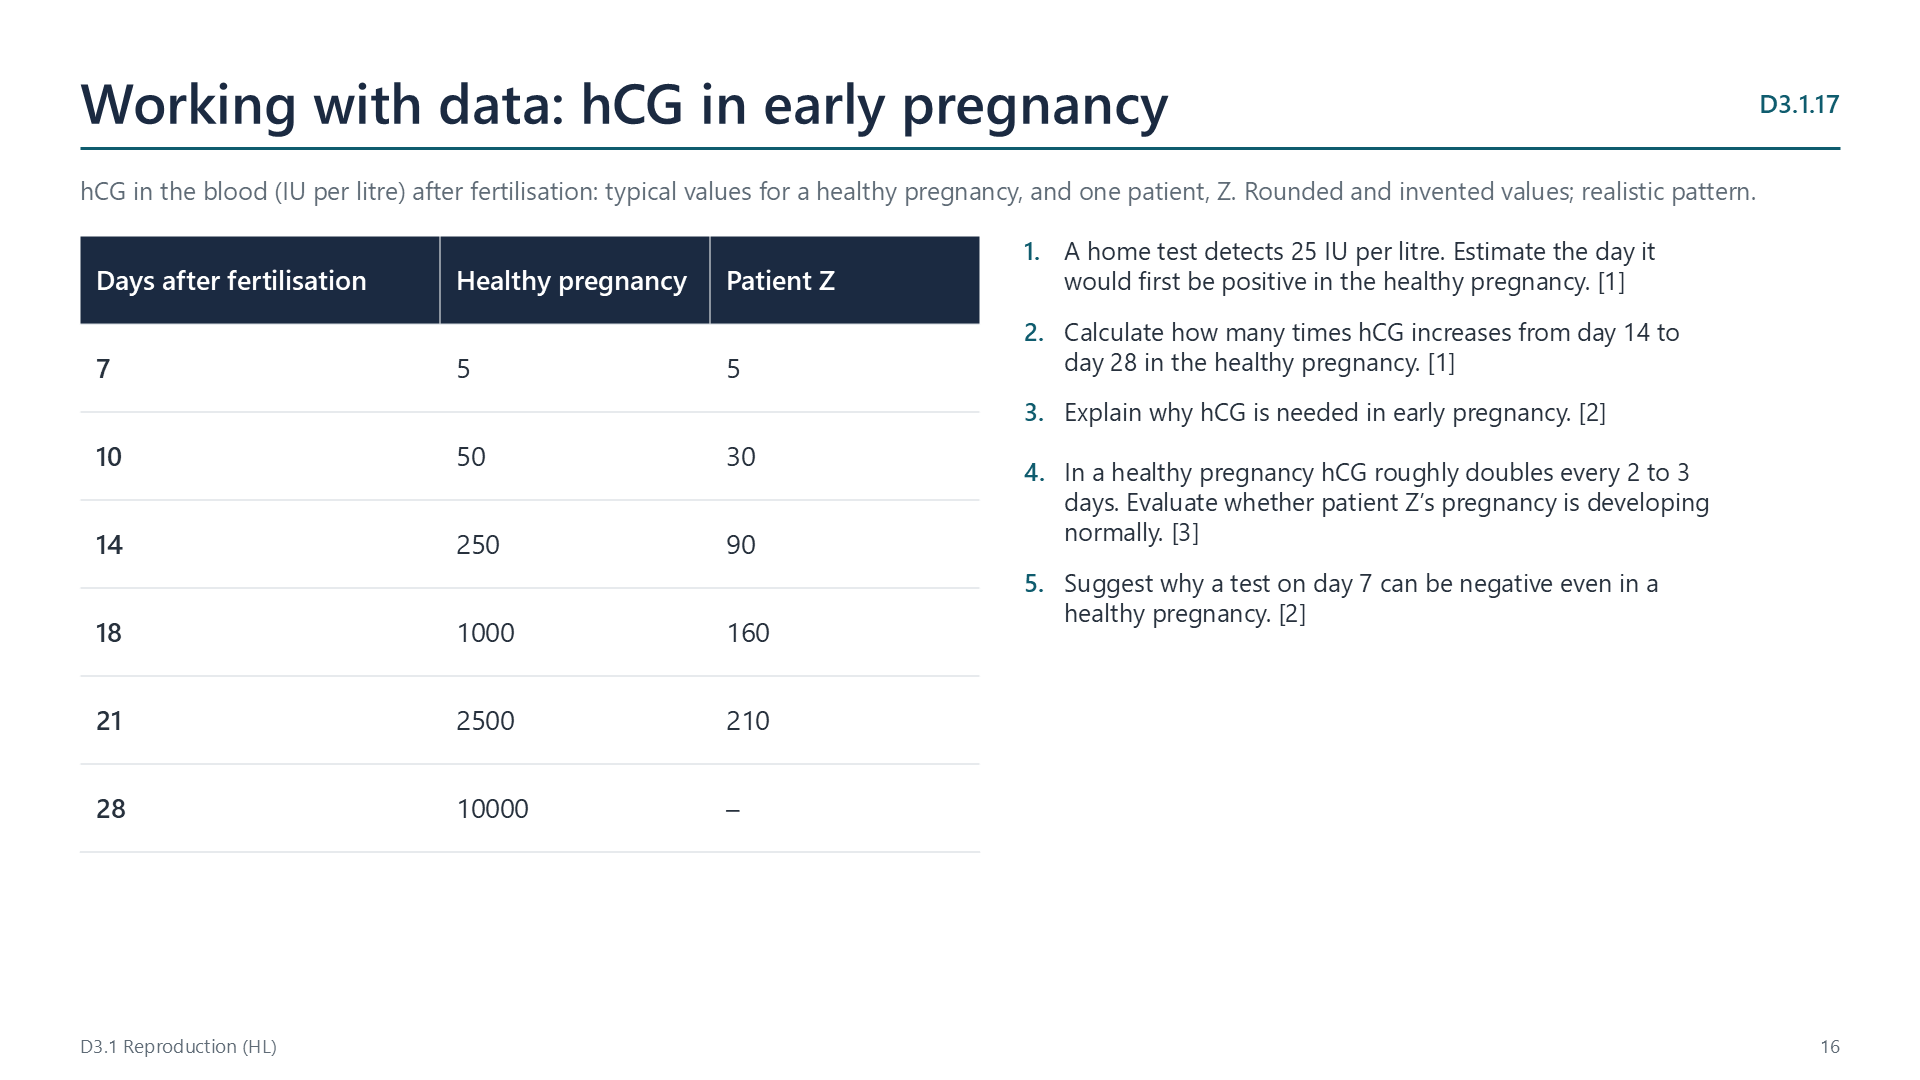 Working with data: hCG in early pregnancy
D3.1.17
hCG in the blood (IU per litre) after fertilisation: typical values for a healthy pregnancy, and one patient, Z. Rounded and invented values; realistic pattern.
Days after fertilisation Healthy pregnancy Patient Z
7 5 5
10 50 30
14 250 90
18 1000 160
21 2500 210
28 10000 –
1. A home test detects 25 IU per litre. Estimate the day it
would first be positive in the healthy pregnancy. [1]
2. Calculate how many times hCG increases from day 14 to
day 28 in the healthy pregnancy. [1]
3. Explain why hCG is needed in early pregnancy. [2]
4. In a healthy pregnancy hCG roughly doubles every 2 to 3
days. Evaluate whether patient Z’s pregnancy is developing
normally. [3]
5. Suggest why a test on day 7 can be negative even in a
healthy pregnancy. [2]
D3.1 Reproduction (HL)
16